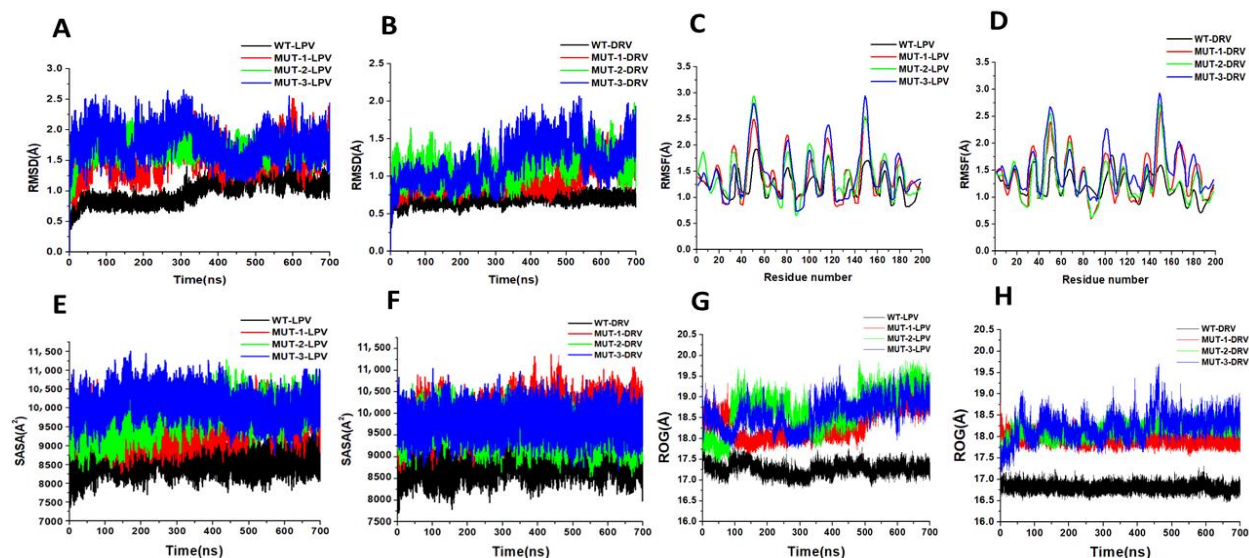 A
WT-LPV
MUT-1-LPV
MUT-2-LPV
MUT-3-LPV
RMSD(Å)
3.0
2.5
2.0
1.5
1.0
0.5
0.0
0 100 200 300 400 500 600 700
Time(ns)
B
WT-DRV
MUT-1-DRV
MUT-2-DRV
MUT-3-DRV
RMSD(Å)
2.5
2.0
1.5
1.0
0.5
0.0
0 100 200 300 400 500 600 700
Time(ns)
C
WT-LPV
MUT-1-LPV
MUT-2-LPV
MUT-3-LPV
RMSF(Å)
3.5
3.0
2.5
2.0
1.5
1.0
0.5
0.0
0 20 40 60 80 100 120 140 160 180 200
Residue number
D
WT-DRV
MUT-1-DRV
MUT-2-DRV
MUT-3-DRV
RMSF(Å)
3.5
3.0
2.5
2.0
1.5
1.0
0.5
0.0
0 20 40 60 80 100 120 140 160 180 200
Residue number
E
WT-LPV
MUT-1-LPV
MUT-2-LPV
MUT-3-LPV
SASA(A²)
11,500
11,000
10,500
10,000
9500
9000
8500
8000
7500
7000
0 100 200 300 400 500 600 700
Time(ns)
F
WT-DRV
MUT-1-DRV
MUT-2-DRV
MUT-3-DRV
SASA(A²)
11,500
11,000
10,500
10,000
9500
9000
8500
8000
7500
0 100 200 300 400 500 600 700
Time(ns)
G
WT-LPV
MUT-1-LPV
MUT-2-LPV
MUT-3-LPV
ROG(Å)
20.5
20.0
19.5
19.0
18.5
18.0
17.5
17.0
16.5
16.0
0 100 200 300 400 500 600 700
Time(ns)
H
WT-DRV
MUT-1-DRV
MUT-2-DRV
MUT-3-DRV
ROG(Å)
20.5
20.0
19.5
19.0
18.5
18.0
17.5
17.0
16.5
16.0
0 100 200 300 400 500 600 700
Time(ns)